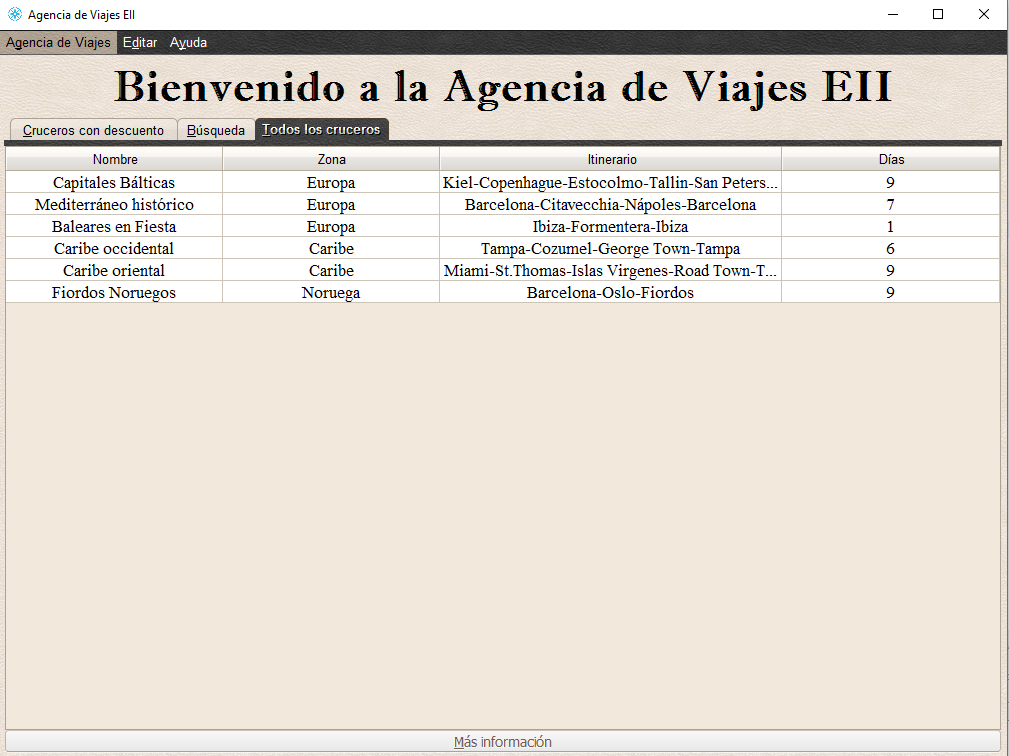 Agencia de Viajes EII
Agencia de Viajes Editar Ayuda
Bienvenido a la Agencia de Viajes EII
Cruceros con descuento Búsqueda Todos los cruceros
Nombre Zona Itinerario Días
Capitales Bálticas Europa Kiel-Copenhague-Estocolmo-Tallin-San Peters... 9
Mediterráneo histórico Europa Barcelona-Citavecchia-Nápoles-Barcelona 7
Baleares en Fiesta Europa Ibiza-Formentera-Ibiza 1
Caribe occidental Caribe Tampa-Cozumel-George Town-Tampa 6
Caribe oriental Caribe Miami-St.Thomas-Islas Virgenes-Road Town-T... 9
Fiordos Noruegos Noruega Barcelona-Oslo-Fiordos 9
Más información